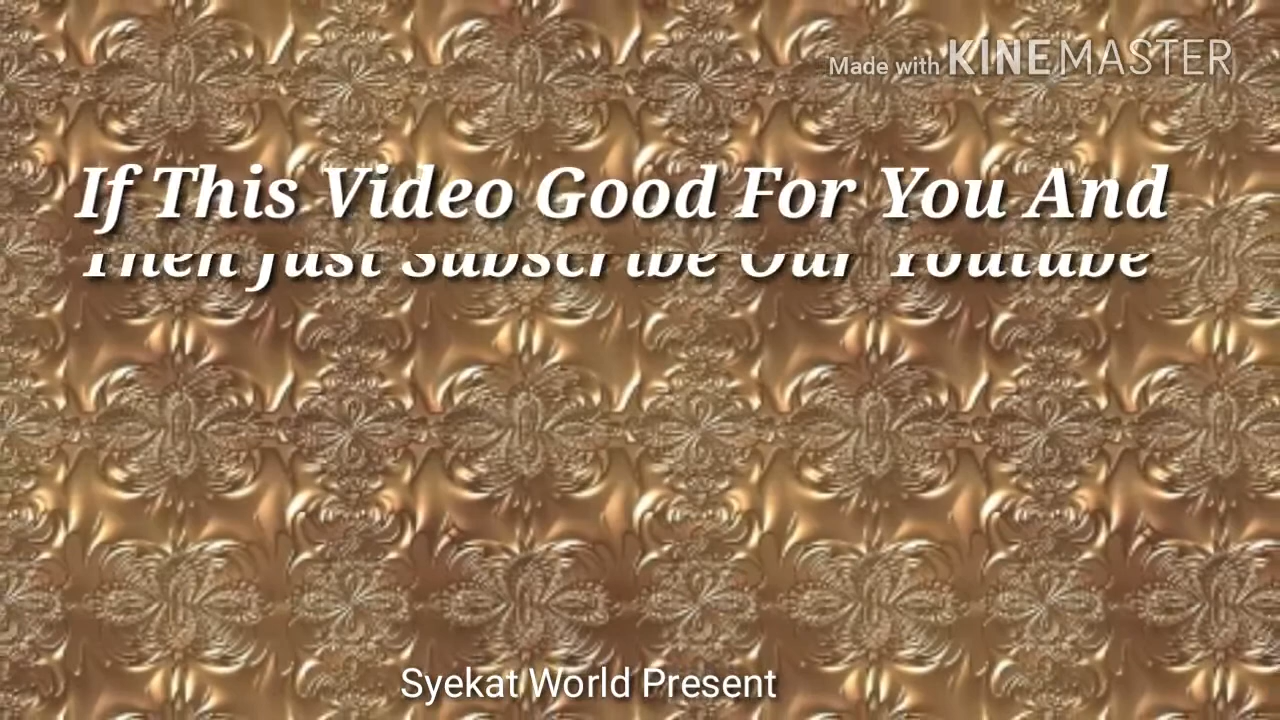 Made with KINEMASTER
If This Video Good For You And
Then Just Subscribe Our Youtube
Syekat World Present